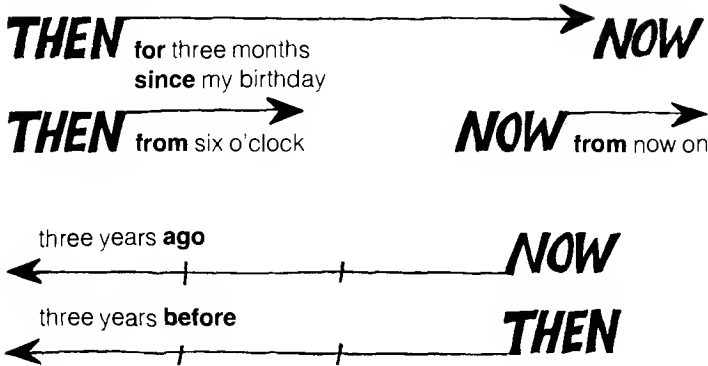 THEN for three months NOW
since my birthday
THEN from six o'clock NOW from now on
three years ago NOW
three years before THEN